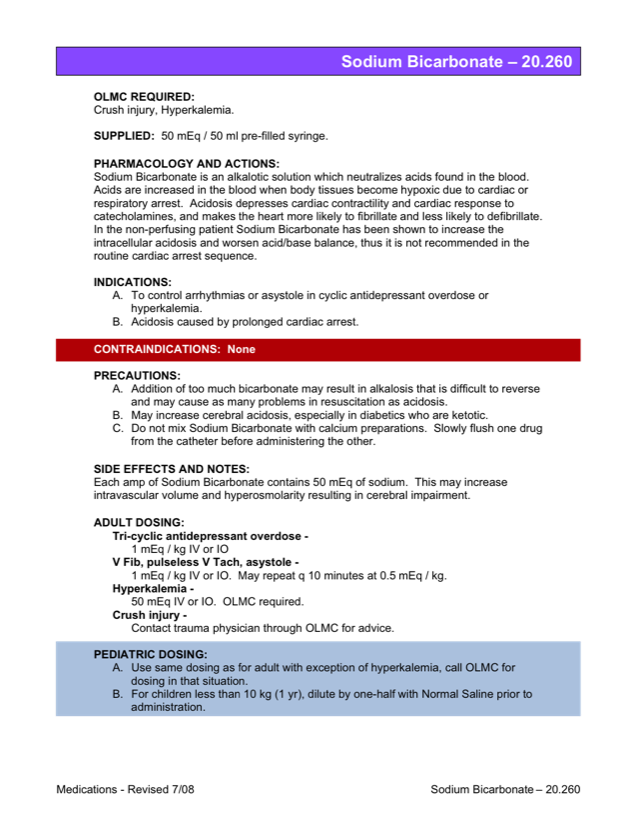 Sodium Bicarbonate – 20.260
OLMC REQUIRED:
Crush injury, Hyperkalemia.
SUPPLIED: 50 mEq / 50 ml pre-filled syringe.
PHARMACOLOGY AND ACTIONS:
Sodium Bicarbonate is an alkalotic solution which neutralizes acids found in the blood.
Acids are increased in the blood when body tissues become hypoxic due to cardiac or
respiratory arrest. Acidosis depresses cardiac contractility and cardiac response to
catecholamines, and makes the heart more likely to fibrillate and less likely to defibrillate.
In the non-perfusing patient Sodium Bicarbonate has been shown to increase the
intracellular acidosis and worsen acid/base balance, thus it is not recommended in the
routine cardiac arrest sequence.
INDICATIONS:
A. To control arrhythmias or asystole in cyclic antidepressant overdose or
hyperkalemia.
B. Acidosis caused by prolonged cardiac arrest.
CONTRAINDICATIONS: None
PRECAUTIONS:
A. Addition of too much bicarbonate may result in alkalosis that is difficult to reverse
and may cause as many problems in resuscitation as acidosis.
B. May increase cerebral acidosis, especially in diabetics who are ketotic.
C. Do not mix Sodium Bicarbonate with calcium preparations. Slowly flush one drug
from the catheter before administering the other.
SIDE EFFECTS AND NOTES:
Each amp of Sodium Bicarbonate contains 50 mEq of sodium. This may increase
intravascular volume and hyperosmolarity resulting in cerebral impairment.
ADULT DOSING:
Tri-cyclic antidepressant overdose -
1 mEq / kg IV or IO
V Fib, pulseless V Tach, asystole -
1 mEq / kg IV or IO. May repeat q 10 minutes at 0.5 mEq / kg.
Hyperkalemia -
50 mEq IV or IO. OLMC required.
Crush injury -
Contact trauma physician through OLMC for advice.
PEDIATRIC DOSING:
A. Use same dosing as for adult with exception of hyperkalemia, call OLMC for
dosing in that situation.
B. For children less than 10 kg (1 yr), dilute by one-half with Normal Saline prior to
administration.
Medications - Revised 7/08
Sodium Bicarbonate – 20.260